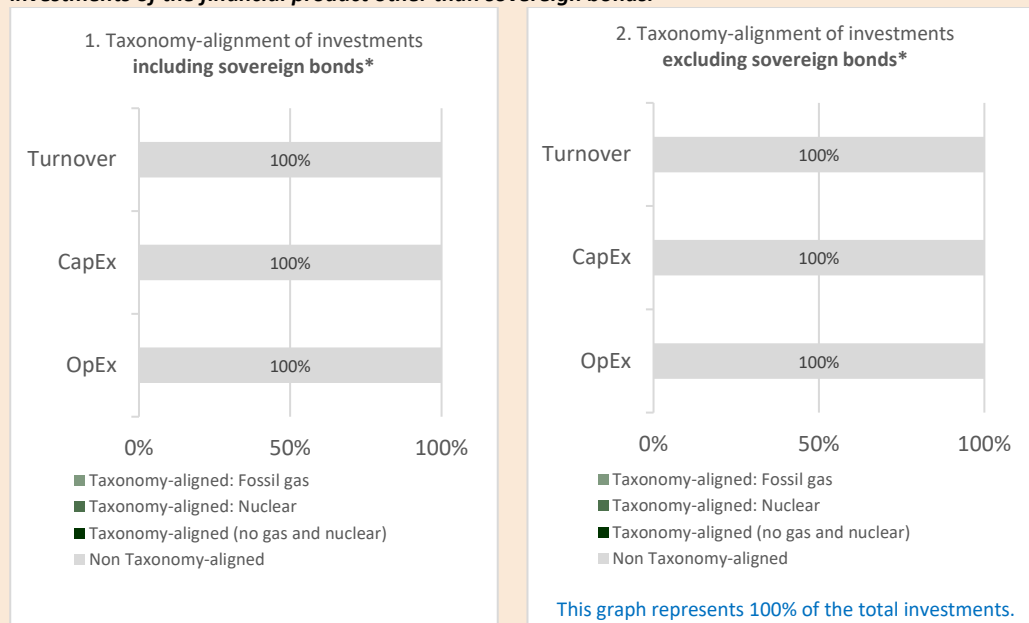 investments of the financial product other than sovereign bonds.
1. Taxonomy-alignment of investments
including sovereign bonds*
Turnover
100%
CapEx
100%
OpEx
100%
0%
50%
100%
Taxonomy-aligned: Fossil gas
Taxonomy-aligned: Nuclear
Taxonomy-aligned (no gas and nuclear)
Non Taxonomy-aligned
2. Taxonomy-alignment of investments
excluding sovereign bonds*
Turnover
100%
CapEx
100%
OpEx
100%
0%
50%
100%
Taxonomy-aligned: Fossil gas
Taxonomy-aligned: Nuclear
Taxonomy-aligned (no gas and nuclear)
Non Taxonomy-aligned
This graph represents 100% of the total investments.